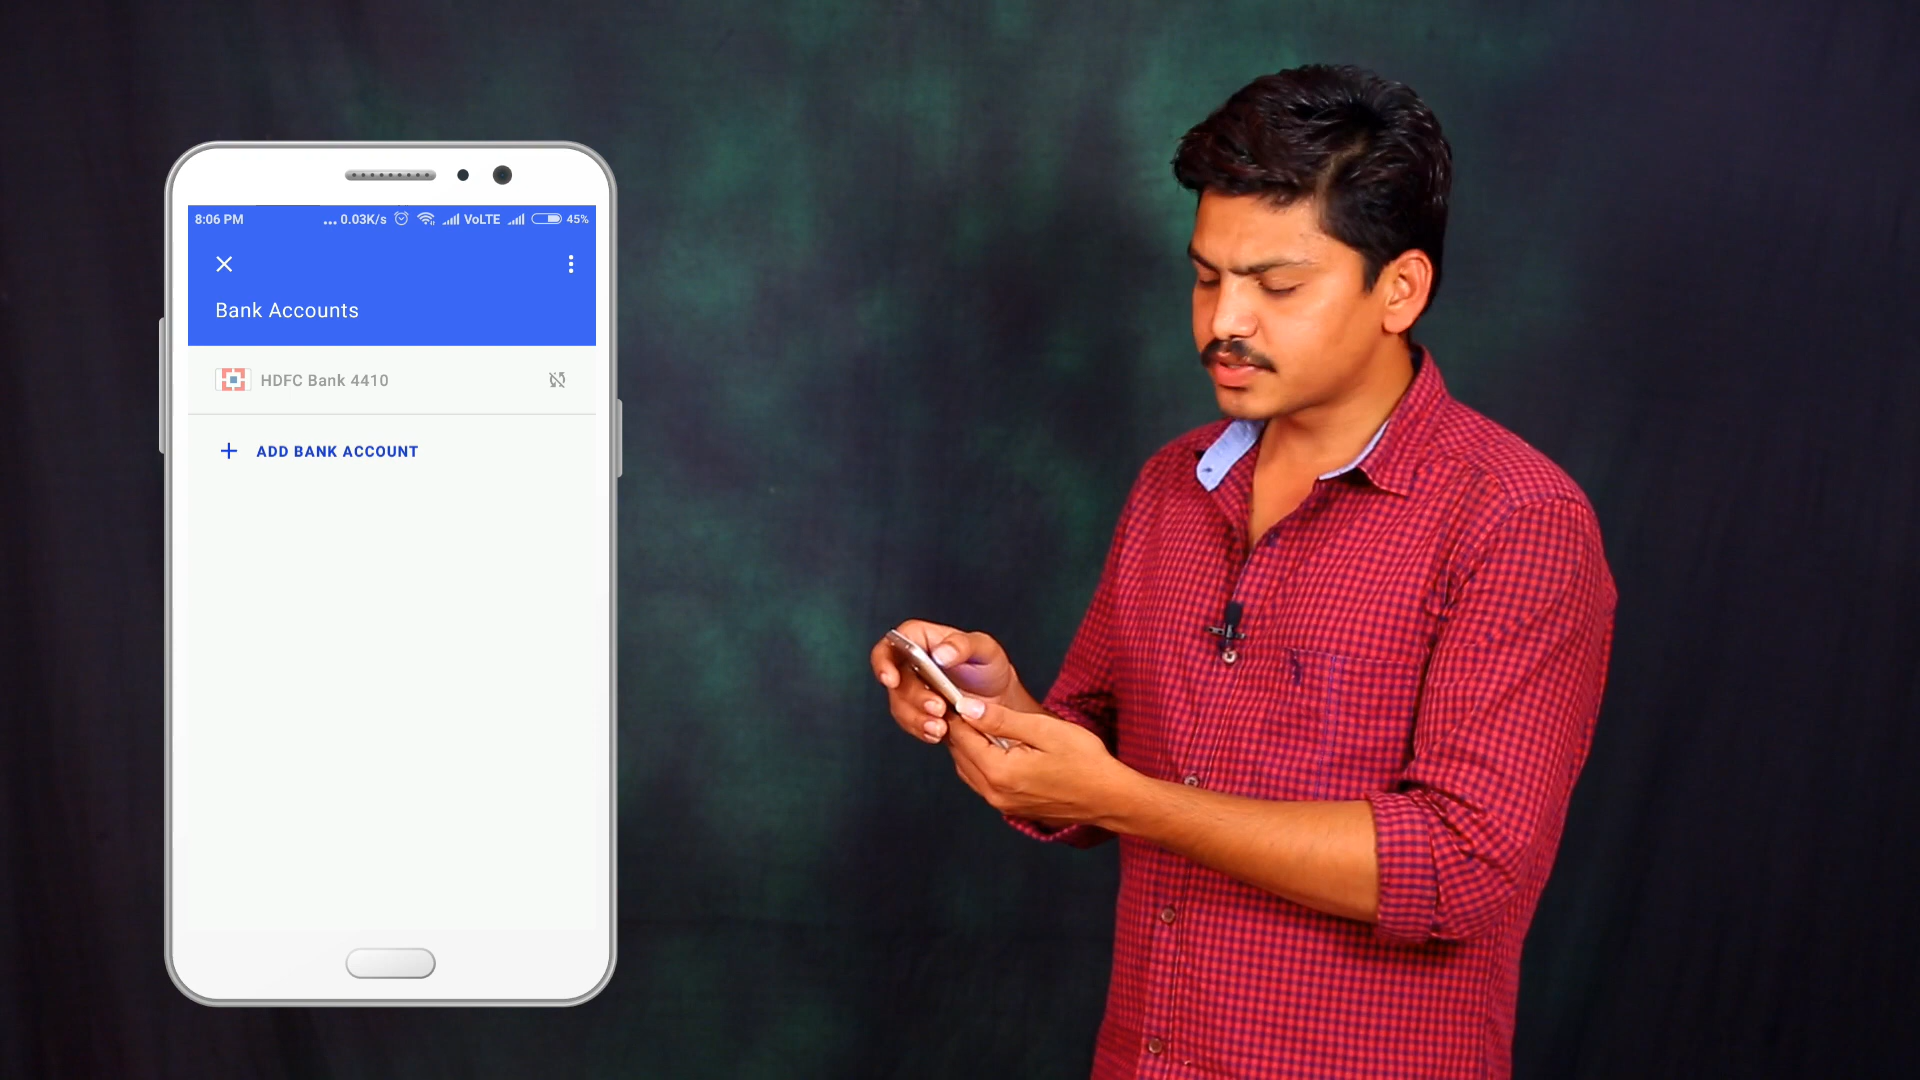 8:06 PM ... 0.03K/s VoLTE 45%
Bank Accounts
HDFC Bank 4410
+ ADD BANK ACCOUNT